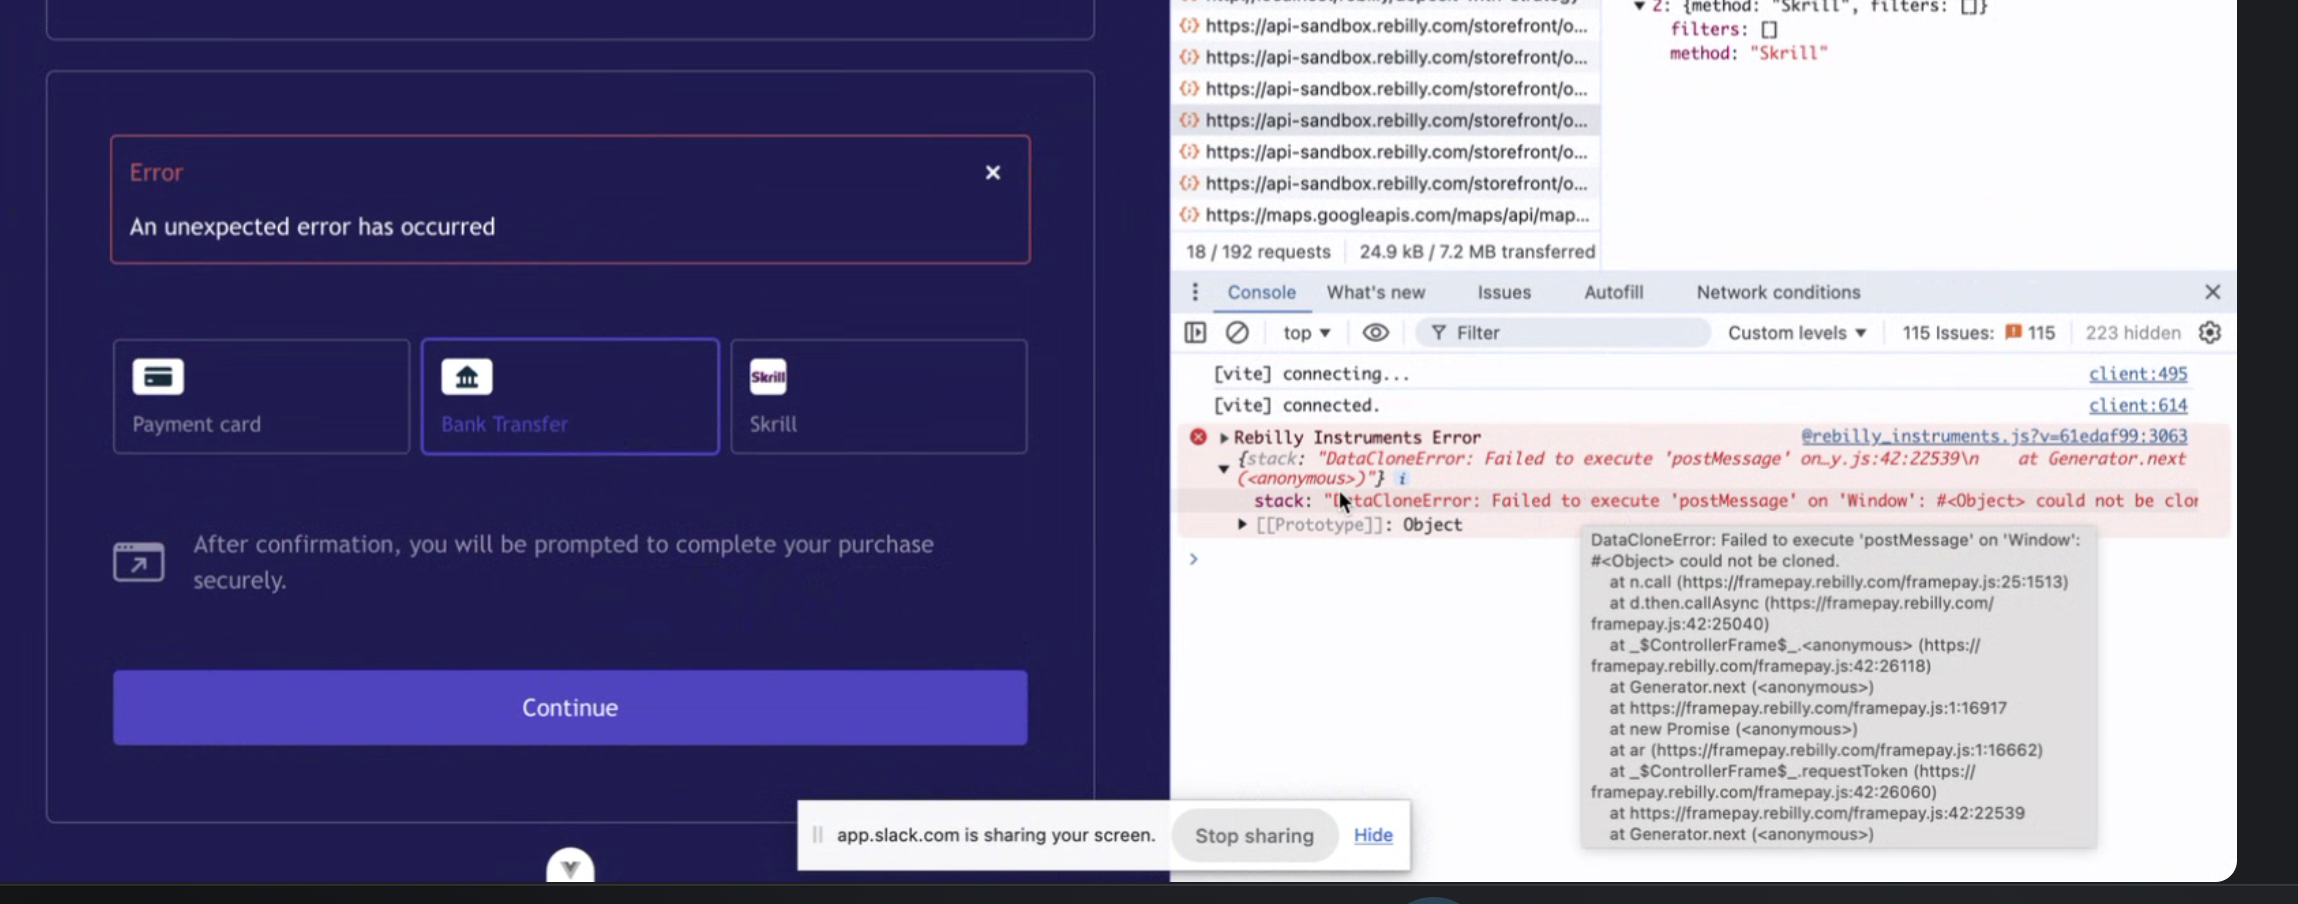 Error
An unexpected error has occurred
Payment card
Bank Transfer
Skrill
Skrill
After confirmation, you will be prompted to complete your purchase
securely.
Continue
https://api-sandbox.rebilly.com/storefront/o...
https://api-sandbox.rebilly.com/storefront/o...
https://api-sandbox.rebilly.com/storefront/o...
https://api-sandbox.rebilly.com/storefront/o...
https://api-sandbox.rebilly.com/storefront/o...
https://api-sandbox.rebilly.com/storefront/o...
https://maps.googleapis.com/maps/api/map...
18 / 192 requests 24.9 kB / 7.2 MB transferred
2: {method: "Skrill", filters: []}
filters: []
method: "Skrill"
Console What's new Issues Autofill Network conditions
top Filter Custom levels 115 Issues: 115 223 hidden
[vite] connecting... client:495
[vite] connected. client:614
Rebilly Instruments Error @rebilly_instruments.js?v=61edaf99:3063
{stack: "DataCloneError: Failed to execute 'postMessage' on…y.js:42:22539\n at Generator.next
(<anonymous>)"}
stack: "DataCloneError: Failed to execute 'postMessage' on 'Window': #<Object> could not be clor
[[Prototype]]: Object
DataCloneError: Failed to execute 'postMessage' on 'Window':
#<Object> could not be cloned.
at n.call (https://framepay.rebilly.com/framepay.js:25:1513)
at d.then.callAsync (https://framepay.rebilly.com/
framepay.js:42:25040)
at _$ControllerFrame$_.<anonymous> (https://
framepay.rebilly.com/framepay.js:42:26118)
at Generator.next (<anonymous>)
at https://framepay.rebilly.com/framepay.js:1:16917
at new Promise (<anonymous>)
at ar (https://framepay.rebilly.com/framepay.js:1:16662)
at _$ControllerFrame$_.requestToken (https://
framepay.rebilly.com/framepay.js:42:26060)
at https://framepay.rebilly.com/framepay.js:42:22539
at Generator.next (<anonymous>)
app.slack.com is sharing your screen. Stop sharing Hide